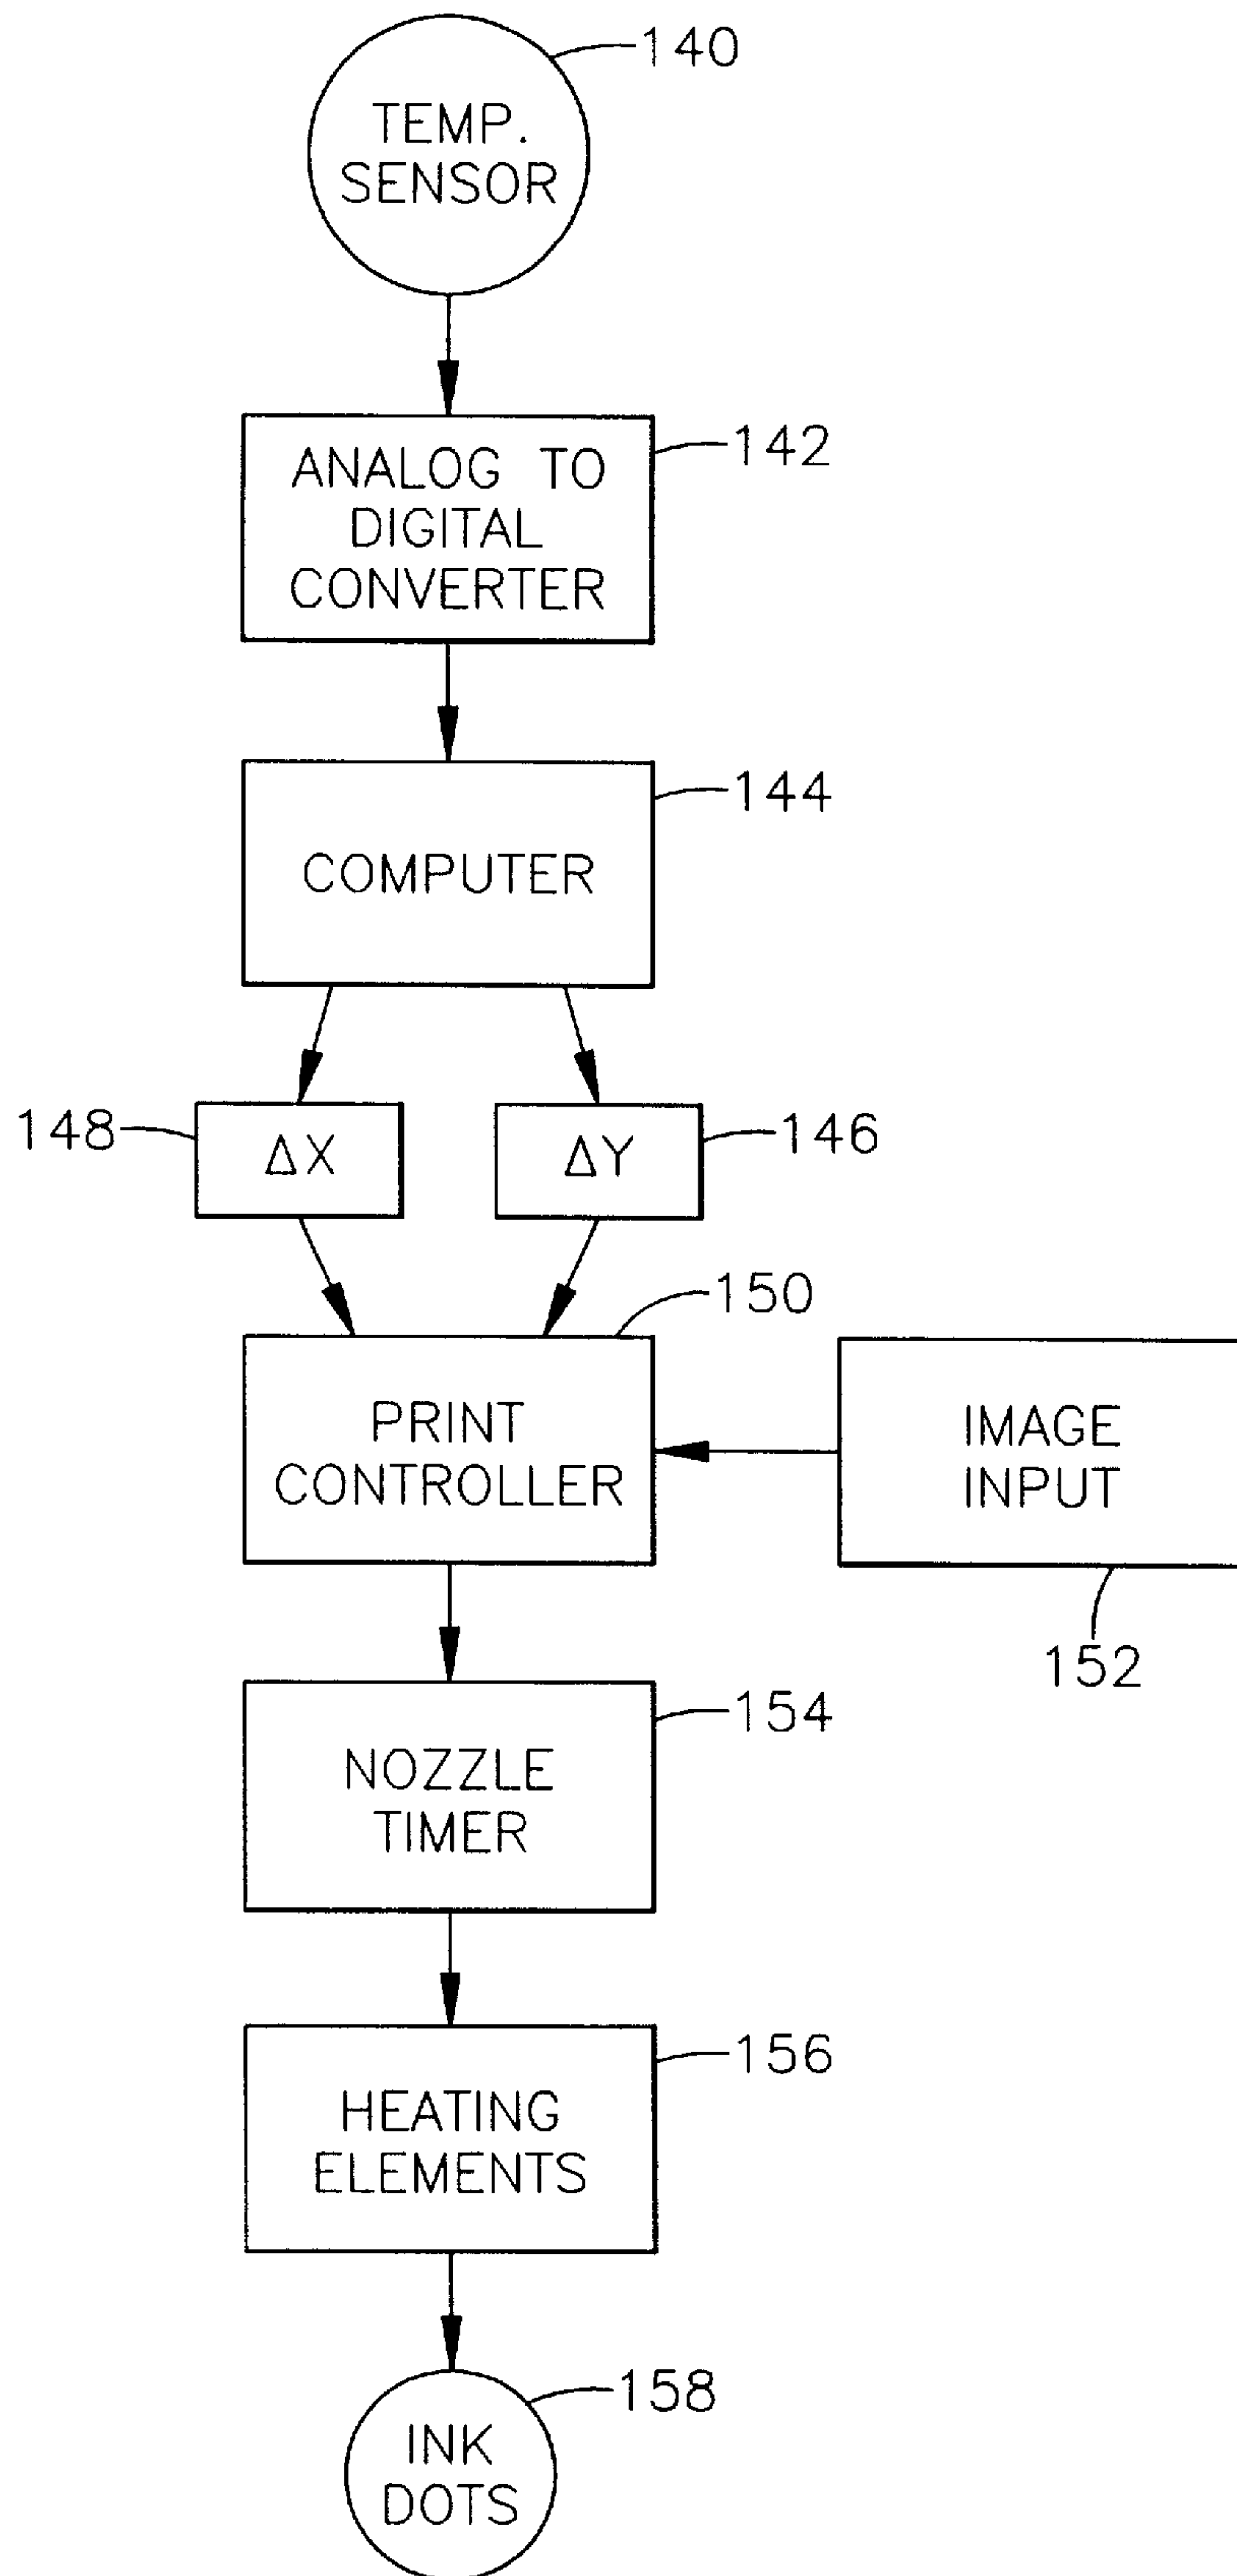 140
TEMP.
SENSOR
142
ANALOG TO
DIGITAL
CONVERTER
144
COMPUTER
148
ΔX
ΔY
146
150
PRINT
CONTROLLER
IMAGE
INPUT
152
154
NOZZLE
TIMER
156
HEATING
ELEMENTS
158
INK
DOTS